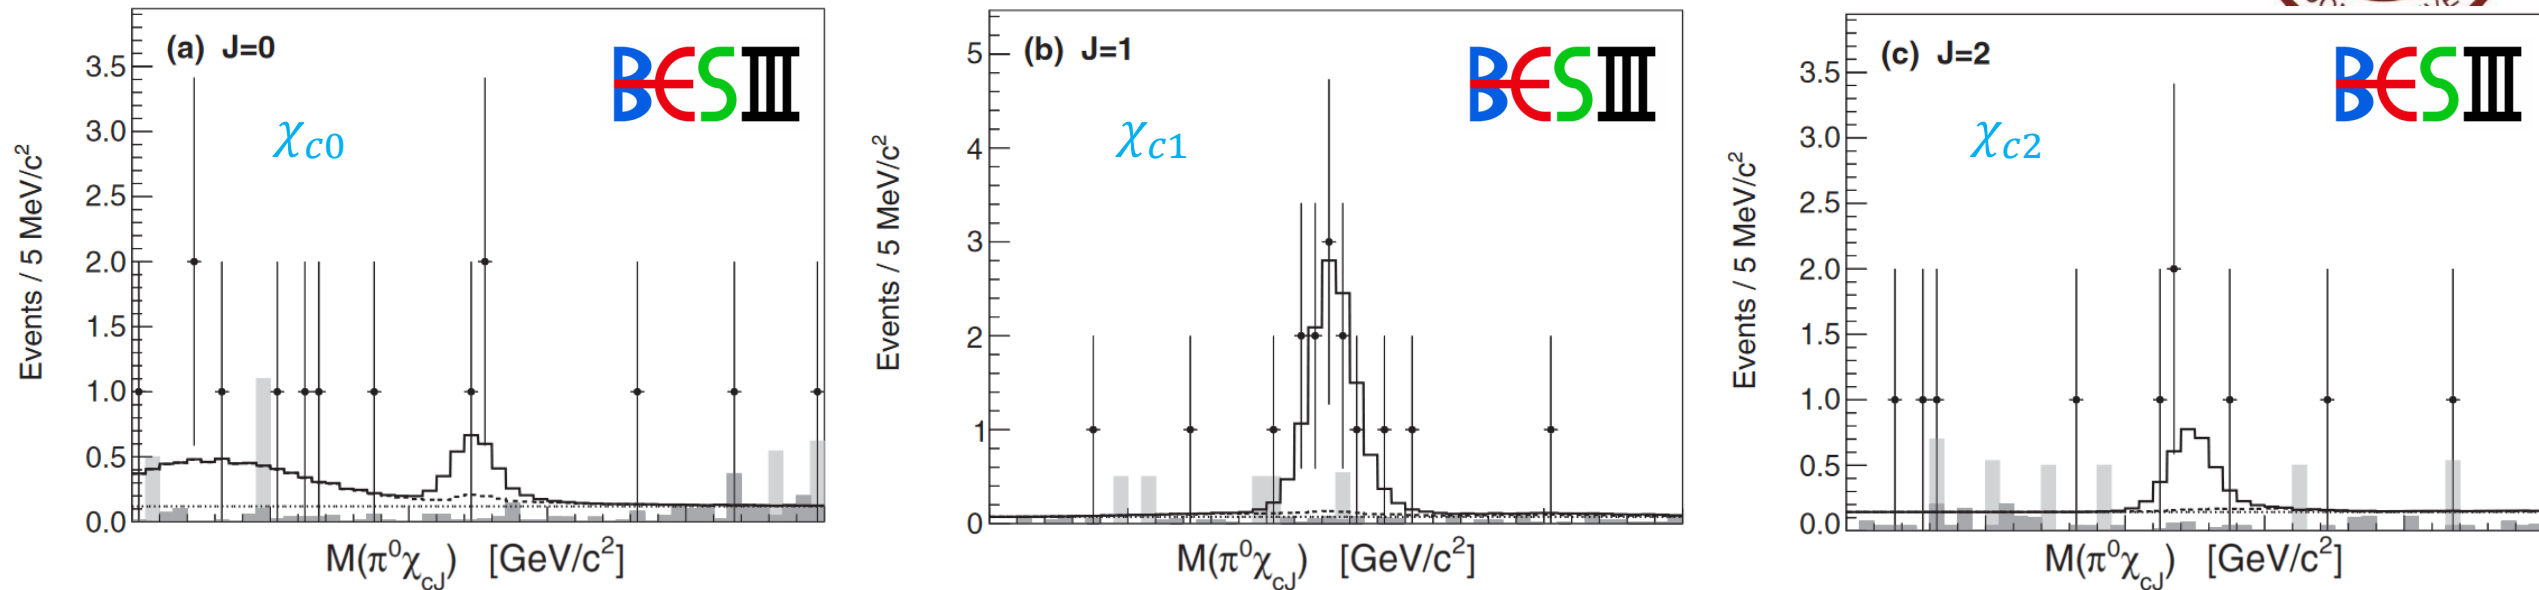 (a) J=0
BESIII
χc0
3.5
3.0
2.5
2.0
1.5
1.0
0.5
0.0
Events / 5 MeV/c²
M(π⁰χcJ) [GeV/c²]
(b) J=1
BESIII
χc1
5
4
3
2
1
0
Events / 5 MeV/c²
M(π⁰χcJ) [GeV/c²]
(c) J=2
BESIII
χc2
3.5
3.0
2.5
2.0
1.5
1.0
0.5
0.0
Events / 5 MeV/c²
M(π⁰χcJ) [GeV/c²]